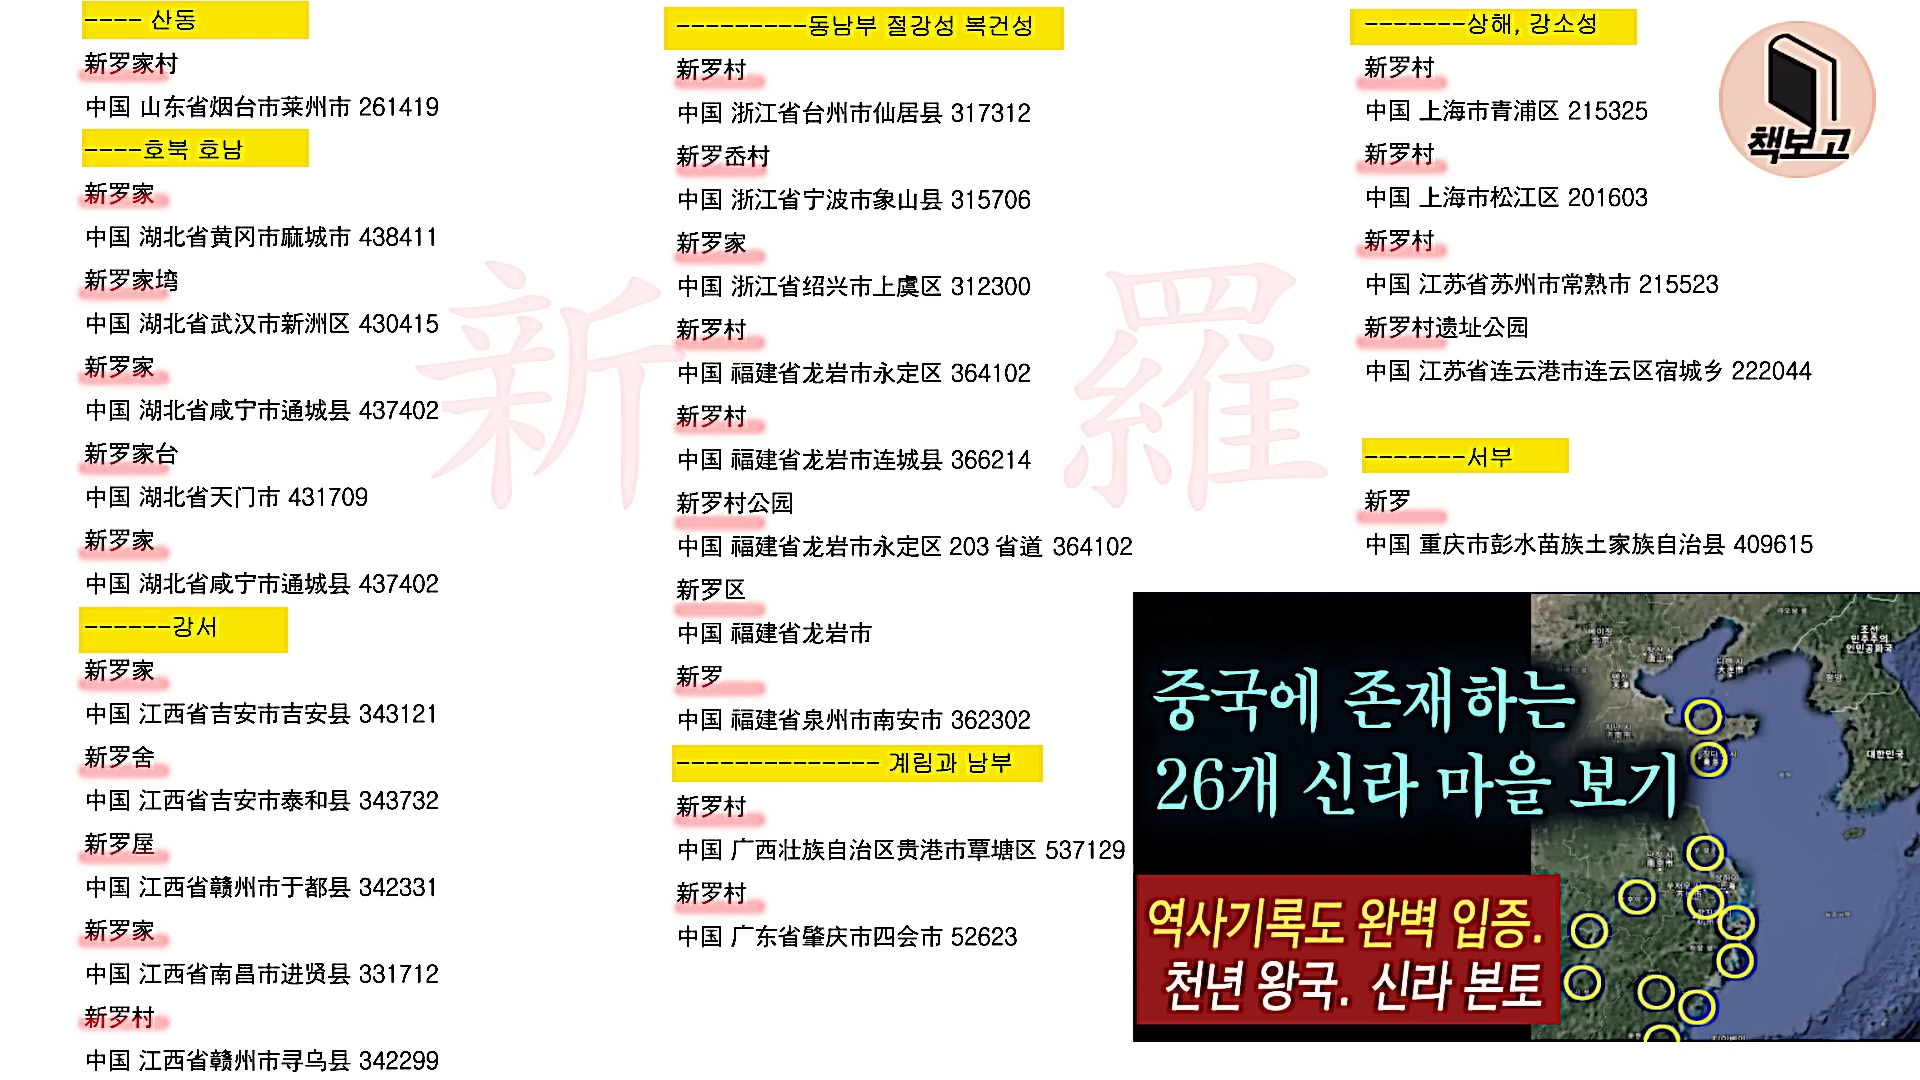 ---- 산동
新罗家村
中国 山东省烟台市莱州市 261419
----호북 호남
新罗家
中国 湖北省黄冈市麻城市 438411
新罗家塆
中国 湖北省武汉市新洲区 430415
新罗家
中国 湖北省咸宁市通城县 437402
新罗家台
中国 湖北省天门市 431709
新罗家
中国 湖北省咸宁市通城县 437402
------강서
新罗家
中国 江西省吉安市吉安县 343121
新罗舍
中国 江西省吉安市泰和县 343732
新罗屋
中国 江西省赣州市于都县 342331
新罗家
中国 江西省南昌市进贤县 331712
新罗村
中国 江西省赣州市寻乌县 342299
---------동남부 절강성 복건성
新罗村
中国 浙江省台州市仙居县 317312
新罗岙村
中国 浙江省宁波市象山县 315706
新罗家
中国 浙江省绍兴市上虞区 312300
新罗村
中国 福建省龙岩市永定区 364102
新罗村
中国 福建省龙岩市连城县 366214
新罗村公园
中国 福建省龙岩市永定区 203 省道 364102
新罗区
中国 福建省龙岩市
新罗
中国 福建省泉州市南安市 362302
-------------- 계림과 남부
新罗村
中国 广西壮族自治区贵港市覃塘区 537129
新罗村
中国 广东省肇庆市四会市 52623
-------상해, 강소성
新罗村
中国 上海市青浦区 215325
新罗村
中国 上海市松江区 201603
新罗村
中国 江苏省苏州市常熟市 215523
新罗村遗址公园
中国 江苏省连云港市连云区宿城乡 222044
-------서부
新罗
中国 重庆市彭水苗族土家族自治县 409615
新 羅
책보고
중국에 존재하는
26개 신라 마을 보기
역사기록도 완벽 입증.
천년 왕국. 신라 본토
조선
민주주의
인민공화국
평양
대한민국